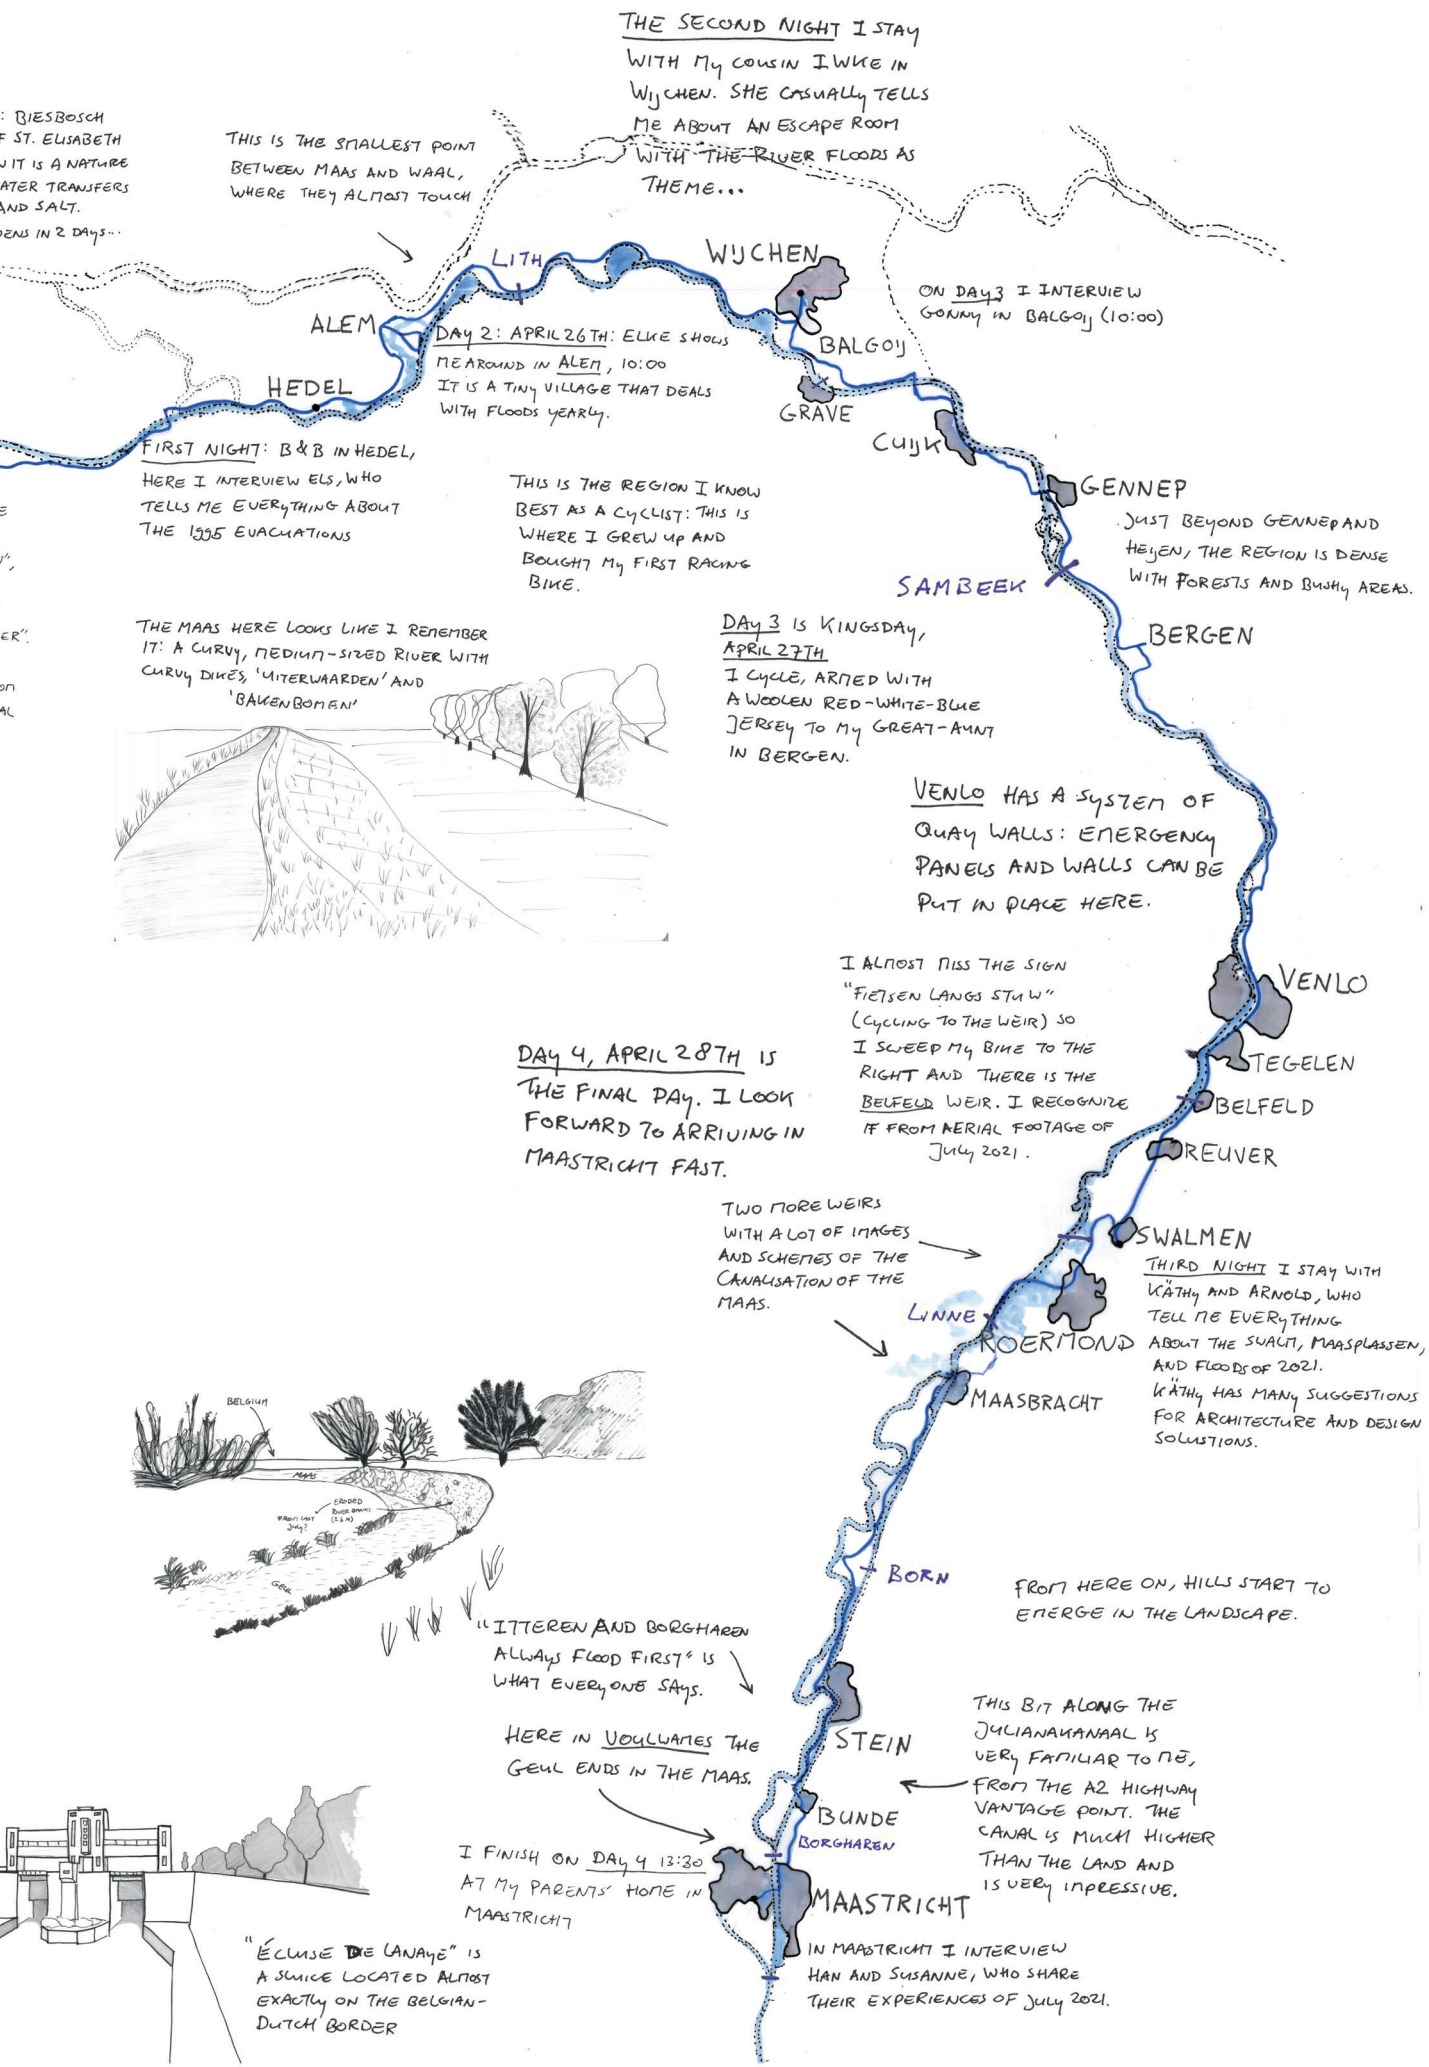 THE SECOND NIGHT I STAY
WITH MY COUSIN IWKE IN
WIJCHEN. SHE CASUALLY TELLS
ME ABOUT AN ESCAPE ROOM
WITH THE RIVER FLOODS AS
THEME...
: BIESBOSCH
F ST. ELISABETH
N IT IS A NATURE
ATER TRANSFERS
AND SALT.
DENS IN 2 DAYS...
THIS IS THE SMALLEST POINT
BETWEEN MAAS AND WAAL,
WHERE THEY ALMOST TOUCH
LITH
WIJCHEN
ON DAY 3 I INTERVIEW
GONNY IN BALGOIJ (10:00)
ALEM
DAY 2: APRIL 26TH: ELKE SHOWS
ME AROUND IN ALEM, 10:00
IT IS A TINY VILLAGE THAT DEALS
WITH FLOODS YEARLY.
BALGOIJ
HEDEL
GRAVE
CUIJK
FIRST NIGHT: B&B IN HEDEL,
HERE I INTERVIEW ELS, WHO
TELLS ME EVERYTHING ABOUT
THE 1995 EVACUATIONS
THIS IS THE REGION I KNOW
BEST AS A CYCLIST: THIS IS
WHERE I GREW UP AND
BOUGHT MY FIRST RACING
BIKE.
GENNEP
JUST BEYOND GENNEP AND
HEIJEN, THE REGION IS DENSE
WITH FORESTS AND BUSHY AREAS.
E
",
ER".
ON
AL
SAMBEEK
BERGEN
THE MAAS HERE LOOKS LIKE I REMEMBER
IT: A CURVY, MEDIUM-SIZED RIVER WITH
CURVY DIKES, 'UITERWAARDEN' AND
'BAKENBOMEN'
DAY 3 IS KINGSDAY,
APRIL 27TH
I CYCLE, ARMED WITH
A WOOLEN RED-WHITE-BLUE
JERSEY TO MY GREAT-AUNT
IN BERGEN.
VENLO HAS A SYSTEM OF
QUAY WALLS: EMERGENCY
PANELS AND WALLS CAN BE
PUT IN PLACE HERE.
I ALMOST MISS THE SIGN
"FIETSEN LANGS STUW"
(CYCLING TO THE WEIR) SO
I SWEEP MY BIKE TO THE
RIGHT AND THERE IS THE
BELFELD WEIR. I RECOGNIZE
IT FROM AERIAL FOOTAGE OF
JULY 2021.
VENLO
TEGELEN
BELFELD
REUVER
DAY 4, APRIL 28TH IS
THE FINAL DAY. I LOOK
FORWARD TO ARRIVING IN
MAASTRICHT FAST.
TWO MORE WEIRS
WITH A LOT OF IMAGES
AND SCHEMES OF THE
CANALISATION OF THE
MAAS.
SWALMEN
THIRD NIGHT I STAY WITH
KÄTHY AND ARNOLD, WHO
TELL ME EVERYTHING
ABOUT THE SWALM, MAASPLASSEN,
AND FLOODS OF 2021.
KÄTHY HAS MANY SUGGESTIONS
FOR ARCHITECTURE AND DESIGN
SOLUSTIONS.
LINNE
ROERMOND
MAASBRACHT
BELGIUM
MAAS
ERODED
RIVER BANKS
(2.3 M)
FROM LAST
JULY?
GEUL
BORN
FROM HERE ON, HILLS START TO
EMERGE IN THE LANDSCAPE.
"ITTEREN AND BORGHAREN
ALWAYS FLOOD FIRST" IS
WHAT EVERYONE SAYS.
STEIN
HERE IN VOULWAMES THE
GEUL ENDS IN THE MAAS.
THIS BIT ALONG THE
JULIANAKANAAL IS
VERY FAMILIAR TO ME,
FROM THE A2 HIGHWAY
VANTAGE POINT. THE
CANAL IS MUCH HIGHER
THAN THE LAND AND
IS VERY IMPRESSIVE.
BUNDE
BORGHAREN
I FINISH ON DAY 4 13:30
AT MY PARENTS' HOME IN
MAASTRICHT
MAASTRICHT
"ÉCLUSE DE LANAYE" IS
A SLUICE LOCATED ALMOST
EXACTLY ON THE BELGIAN-
DUTCH BORDER
IN MAASTRICHT I INTERVIEW
HAN AND SUSANNE, WHO SHARE
THEIR EXPERIENCES OF JULY 2021.